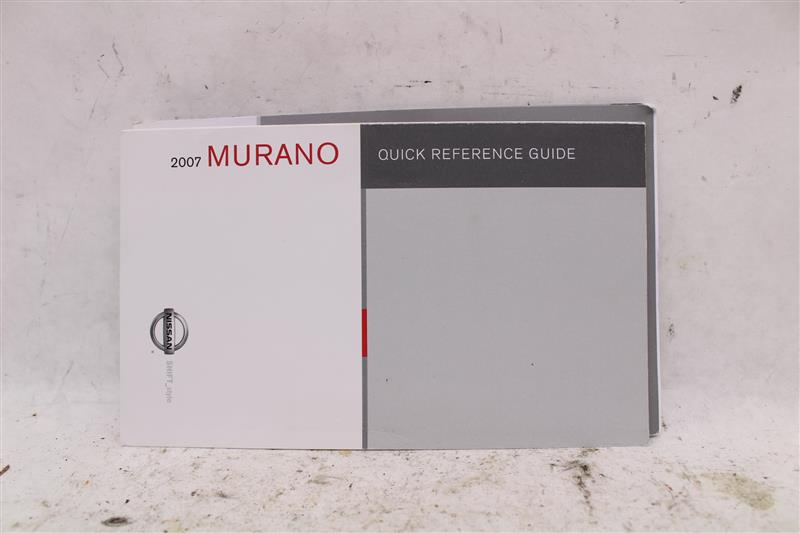 2007 MURANO
QUICK REFERENCE GUIDE
NISSAN
SHIFT_style